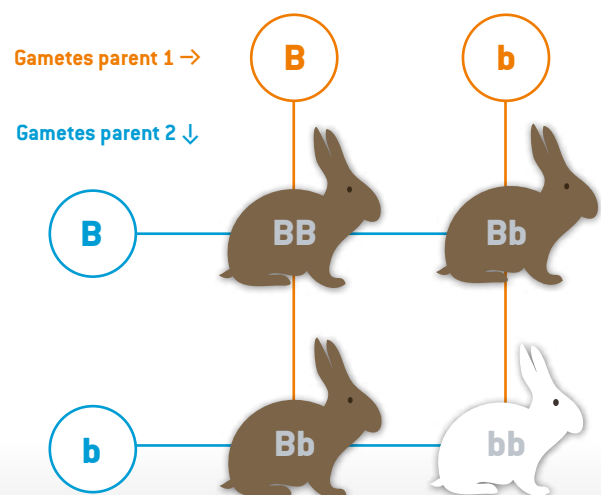 Gametes parent 1 →
B b
Gametes parent 2 ↓
B BB Bb
b Bb bb